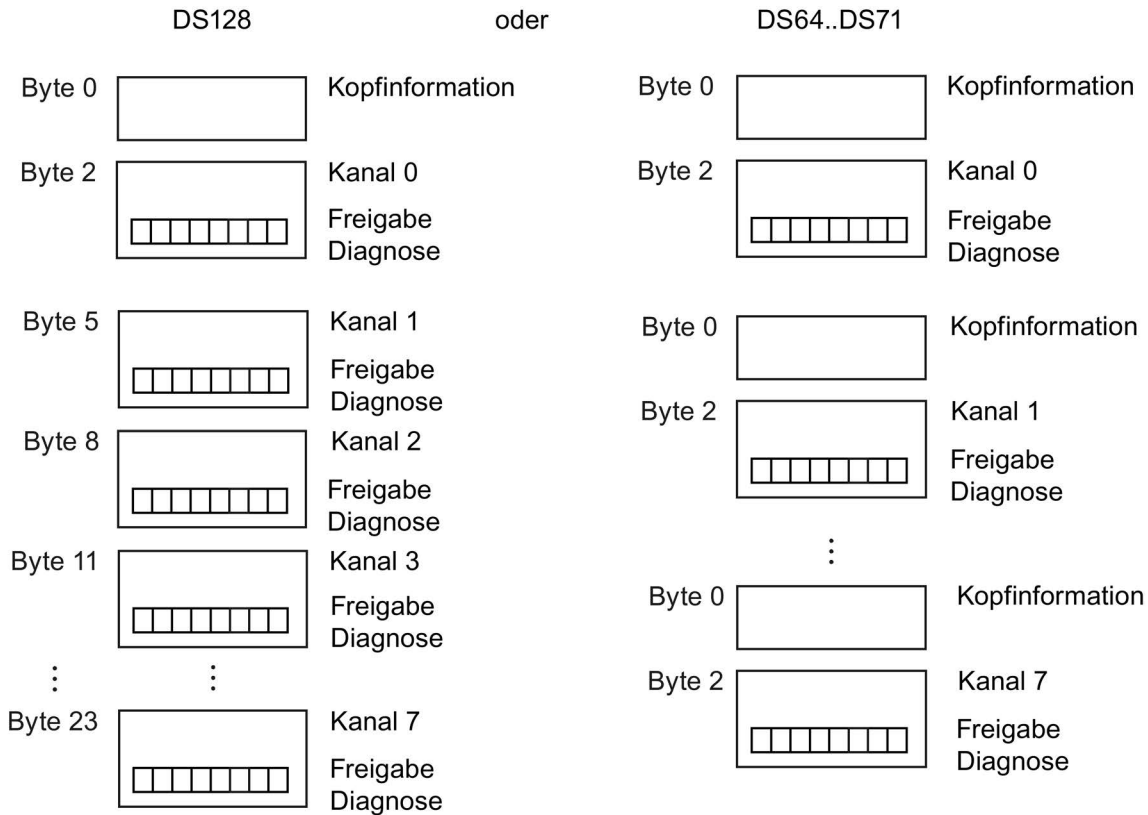 DS128 oder DS64..DS71
Byte 0 Kopfinformation
Byte 2 Kanal 0
Freigabe
Diagnose
Byte 5 Kanal 1
Freigabe
Diagnose
Byte 8 Kanal 2
Freigabe
Diagnose
Byte 11 Kanal 3
Freigabe
Diagnose
⋮ ⋮
Byte 23 Kanal 7
Freigabe
Diagnose
Byte 0 Kopfinformation
Byte 2 Kanal 0
Freigabe
Diagnose
Byte 0 Kopfinformation
Byte 2 Kanal 1
Freigabe
Diagnose
⋮
Byte 0 Kopfinformation
Byte 2 Kanal 7
Freigabe
Diagnose